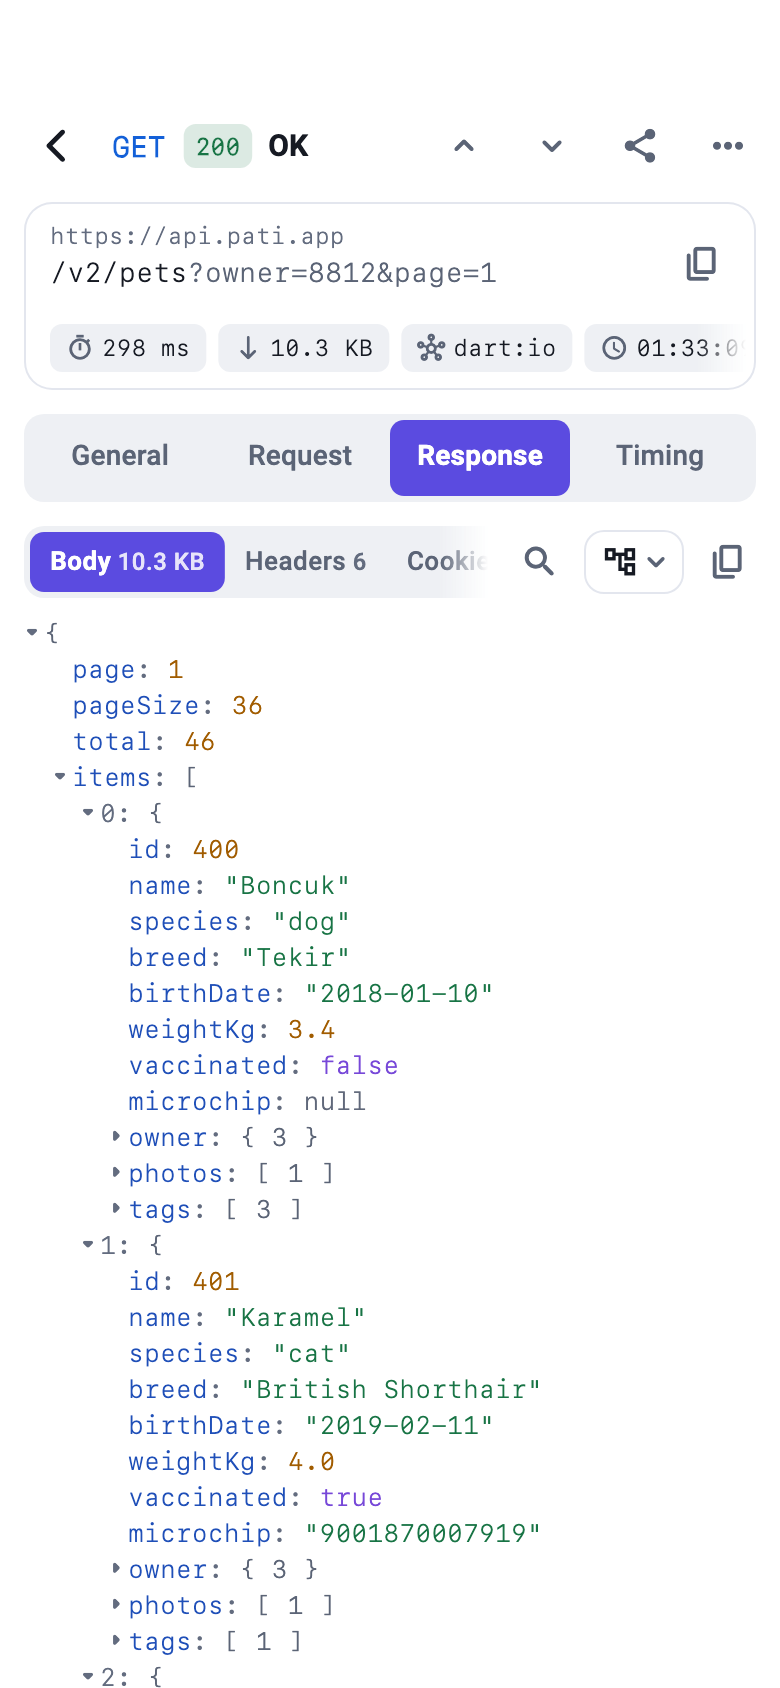 GET 200 OK
https://api.pati.app
/v2/pets?owner=8812&page=1
298 ms 10.3 KB dart:io 01:33:0
General Request Response Timing
Body 10.3 KB Headers 6 Cookie
{
page: 1
pageSize: 36
total: 46
items: [
0: {
id: 400
name: "Boncuk"
species: "dog"
breed: "Tekir"
birthDate: "2018-01-10"
weightKg: 3.4
vaccinated: false
microchip: null
owner: { 3 }
photos: [ 1 ]
tags: [ 3 ]
1: {
id: 401
name: "Karamel"
species: "cat"
breed: "British Shorthair"
birthDate: "2019-02-11"
weightKg: 4.0
vaccinated: true
microchip: "9001870007919"
owner: { 3 }
photos: [ 1 ]
tags: [ 1 ]
2: {